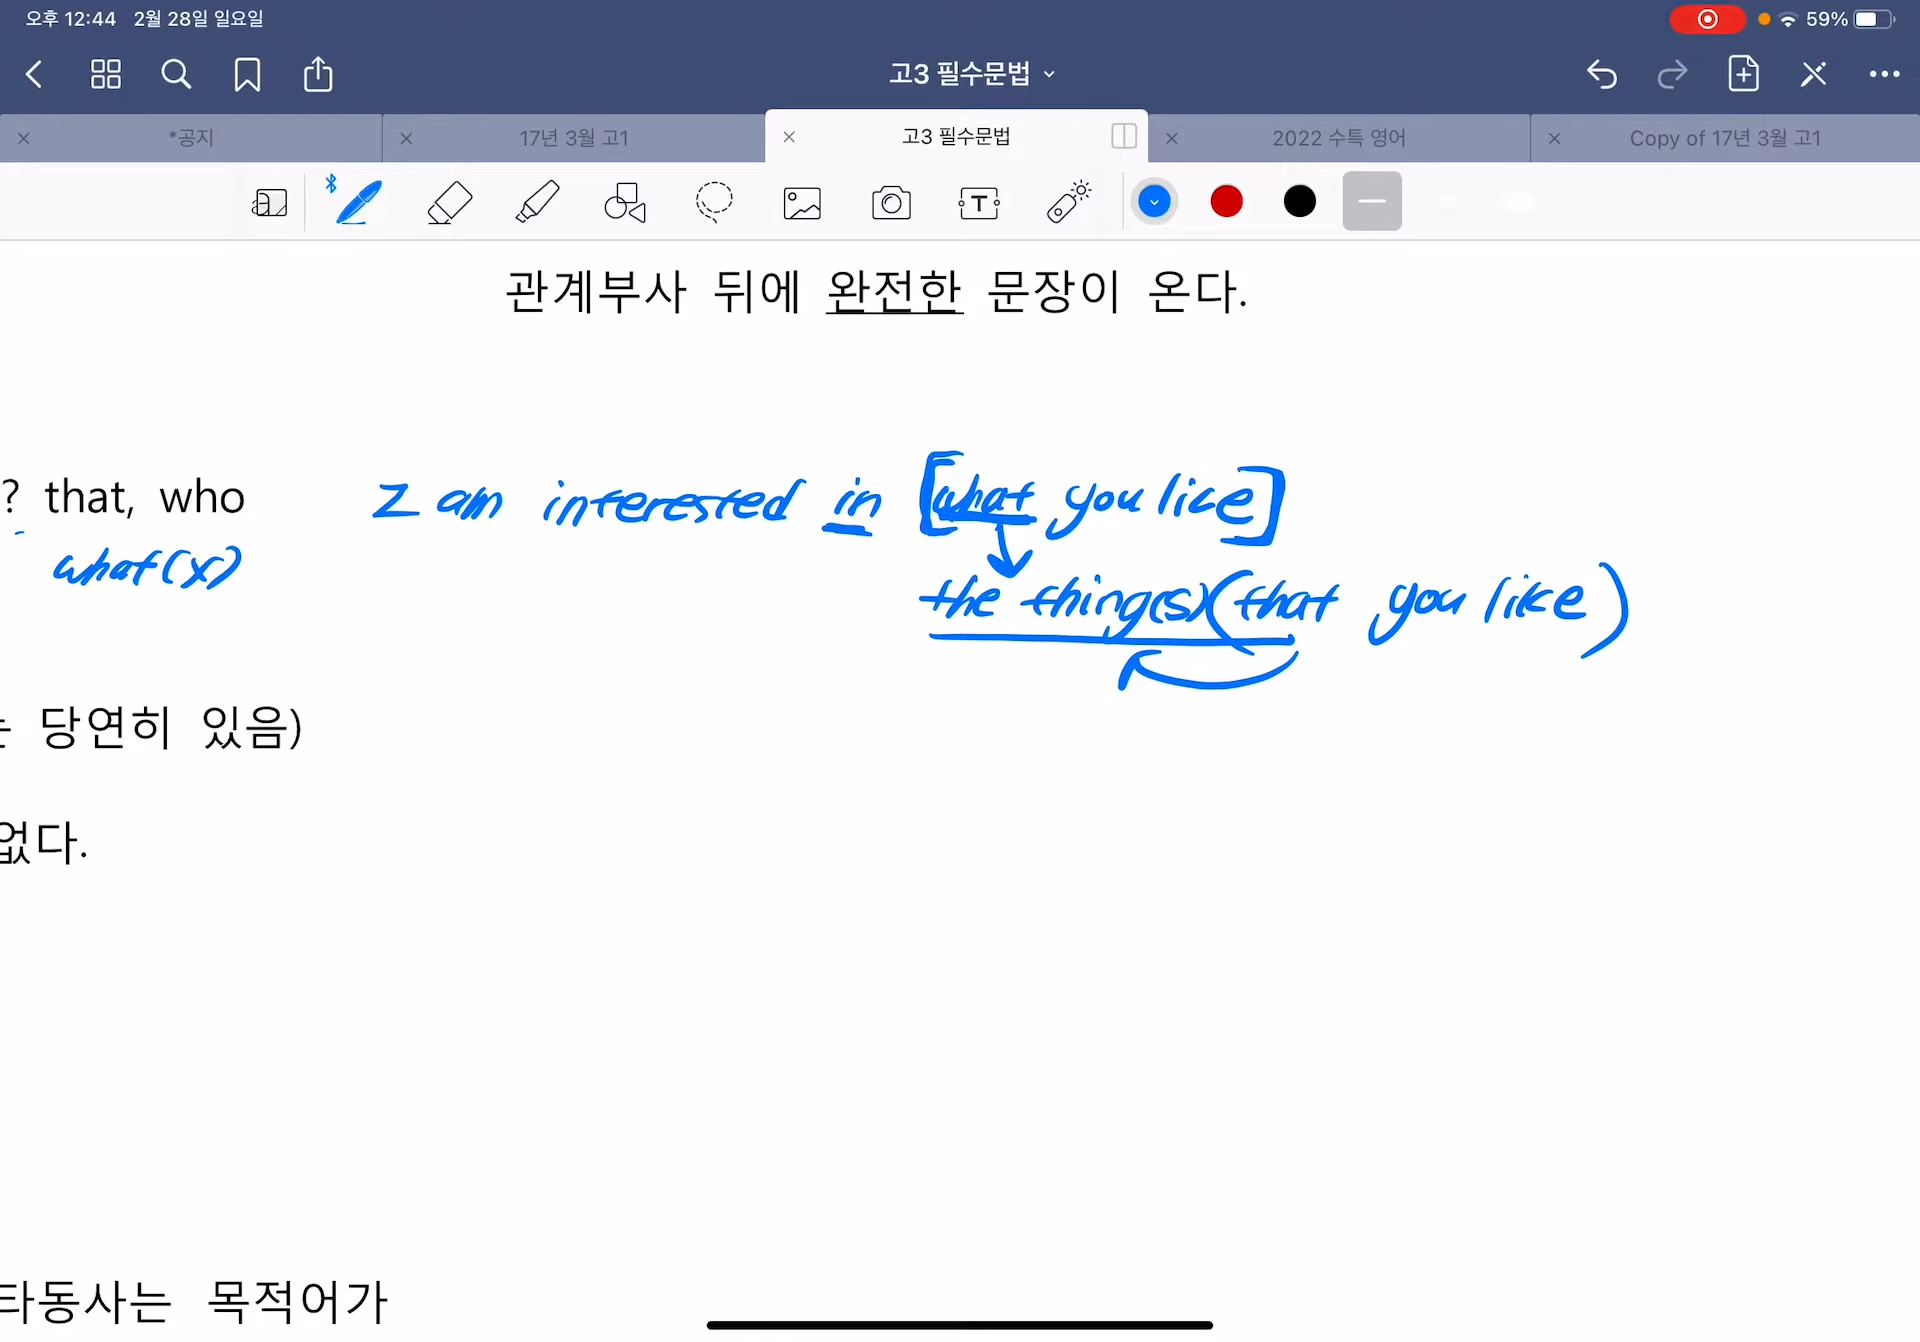 오후 12:44 2월 28일 일요일 59%
고3 필수문법
*공지 17년 3월 고1 고3 필수문법 2022 수특 영어 Copy of 17년 3월 고1
관계부사 뒤에 완전한 문장이 온다.
? that, who I am interested in [what you like]
what(x)
the thing(s)(that you like)
당연히 있음)
없다.
타동사는 목적어가